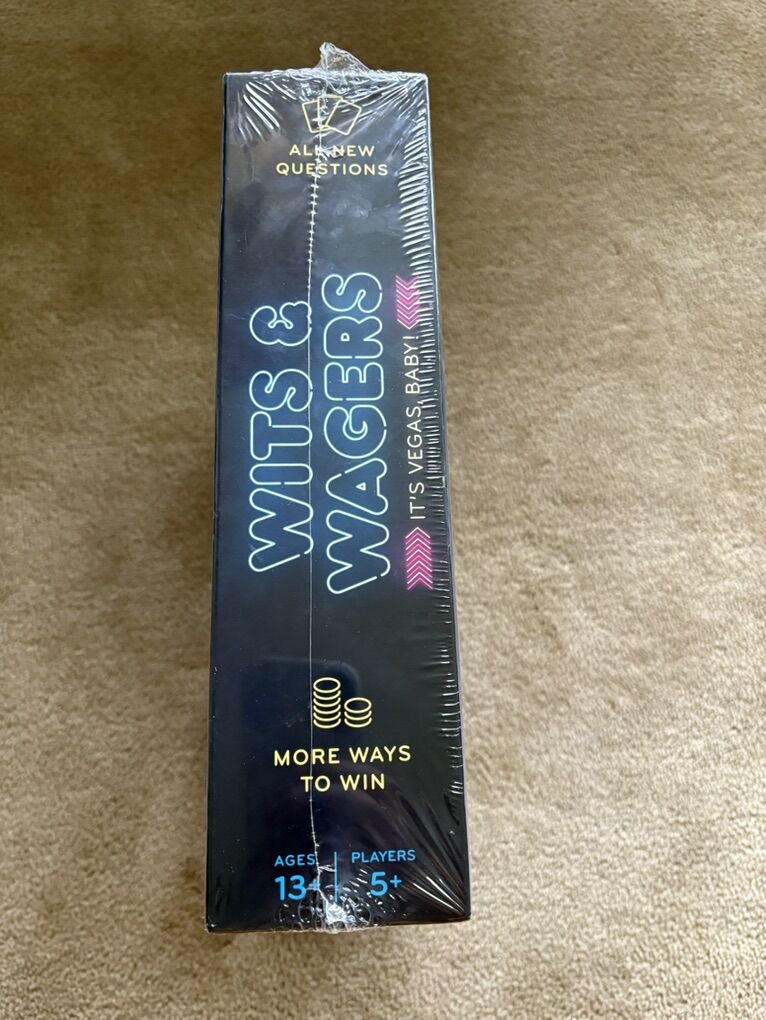 ALL NEW
QUESTIONS
WITS &
WAGERS
IT'S VEGAS, BABY!
MORE WAYS
TO WIN
AGES
13+
PLAYERS
5+